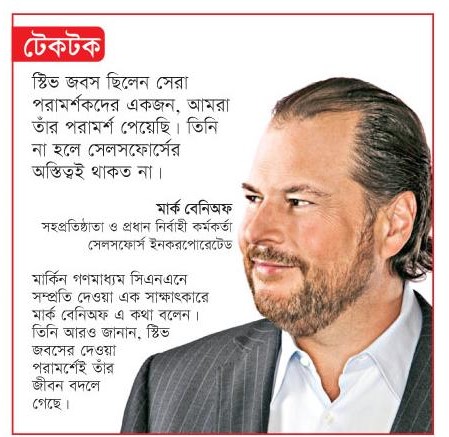 টেকটক
স্টিভ জবস ছিলেন সেরা
পরামর্শকদের একজন, আমরা
তাঁর পরামর্শ পেয়েছি। তিনি
না হলে সেলসফোর্সের
অস্তিত্বই থাকত না।
মার্ক বেনিঅফ
সহপ্রতিষ্ঠাতা ও প্রধান নির্বাহী কর্মকর্তা
সেলসফোর্স ইনকরপোরেটেড
মার্কিন গণমাধ্যম সিএনএনে
সম্প্রতি দেওয়া এক সাক্ষাৎকারে
মার্ক বেনিঅফ এ কথা বলেন।
তিনি আরও জানান, স্টিভ
জবসের দেওয়া
পরামর্শেই তাঁর
জীবন বদলে
গেছে।